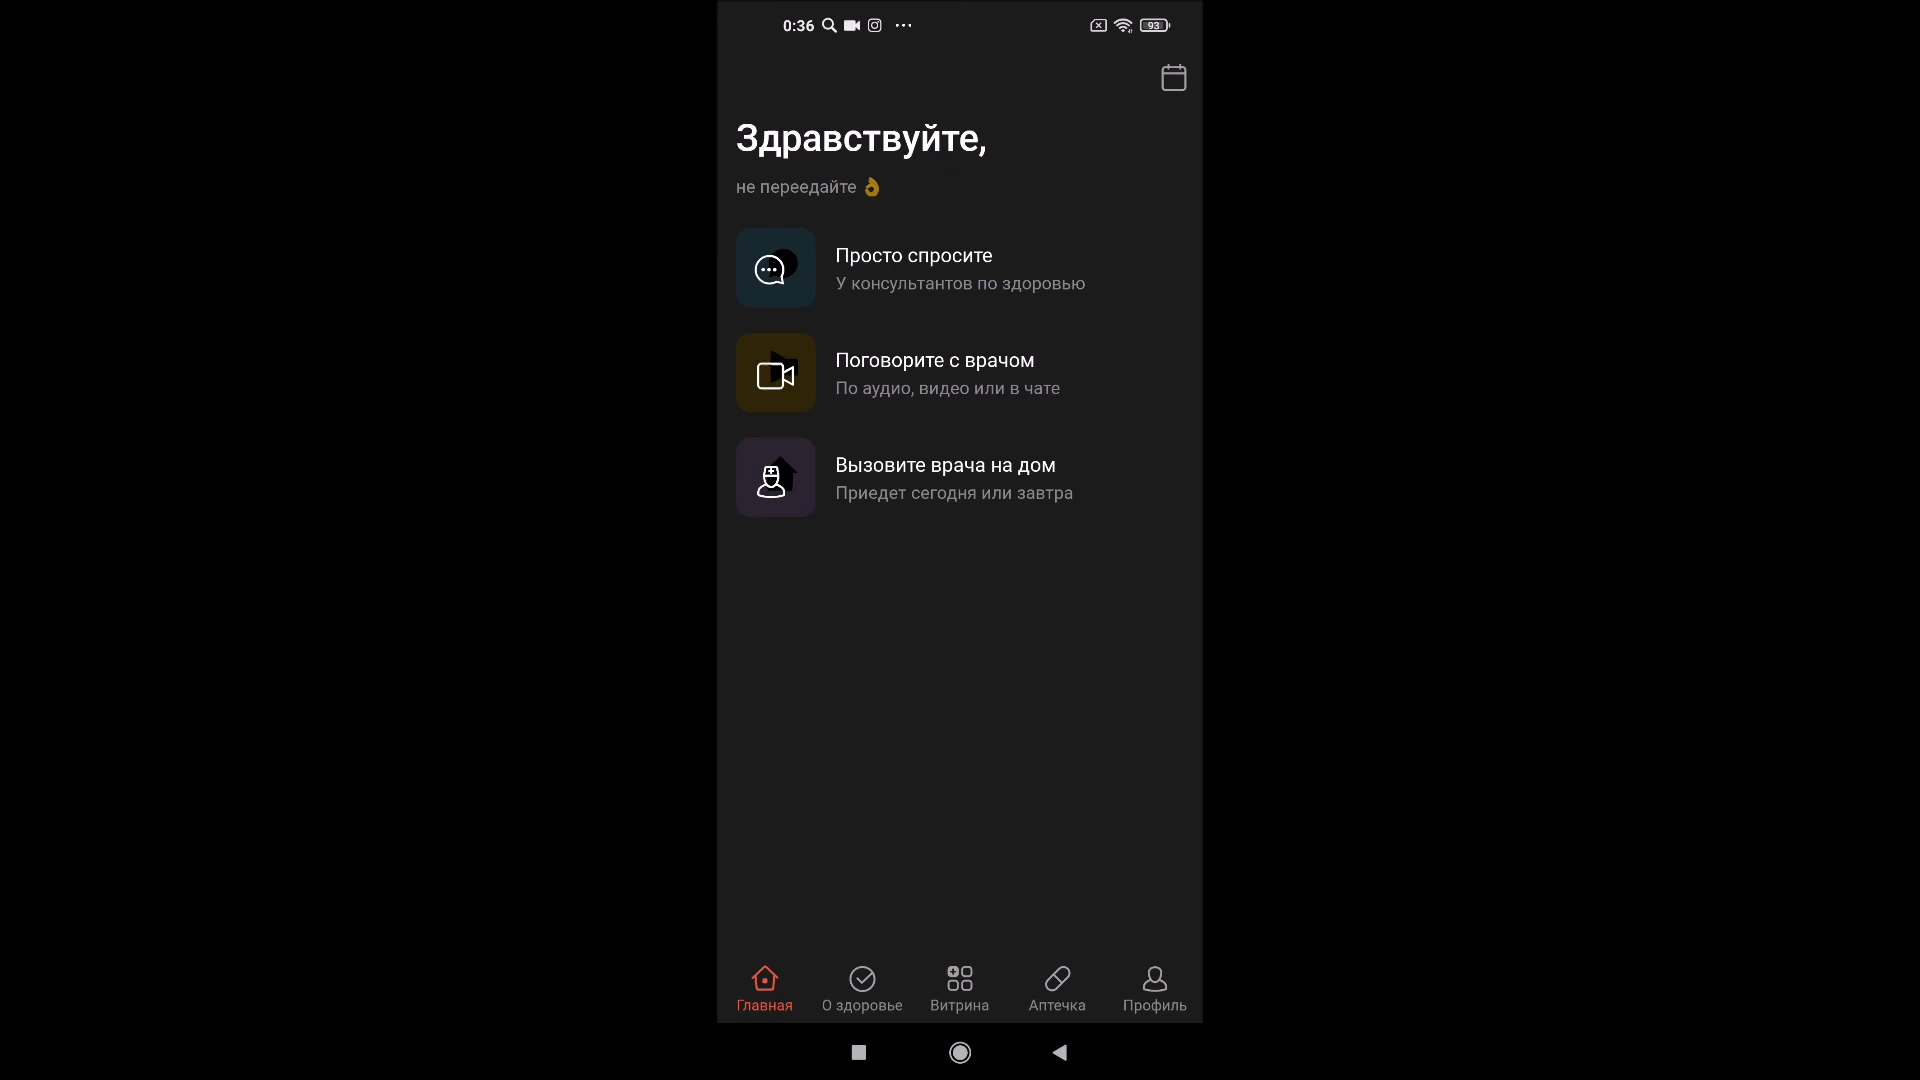 0:36
93
Здравствуйте,
не переедайте 👌
Просто спросите
У консультантов по здоровью
Поговорите с врачом
По аудио, видео или в чате
Вызовите врача на дом
Приедет сегодня или завтра
Главная
О здоровье
Витрина
Аптечка
Профиль